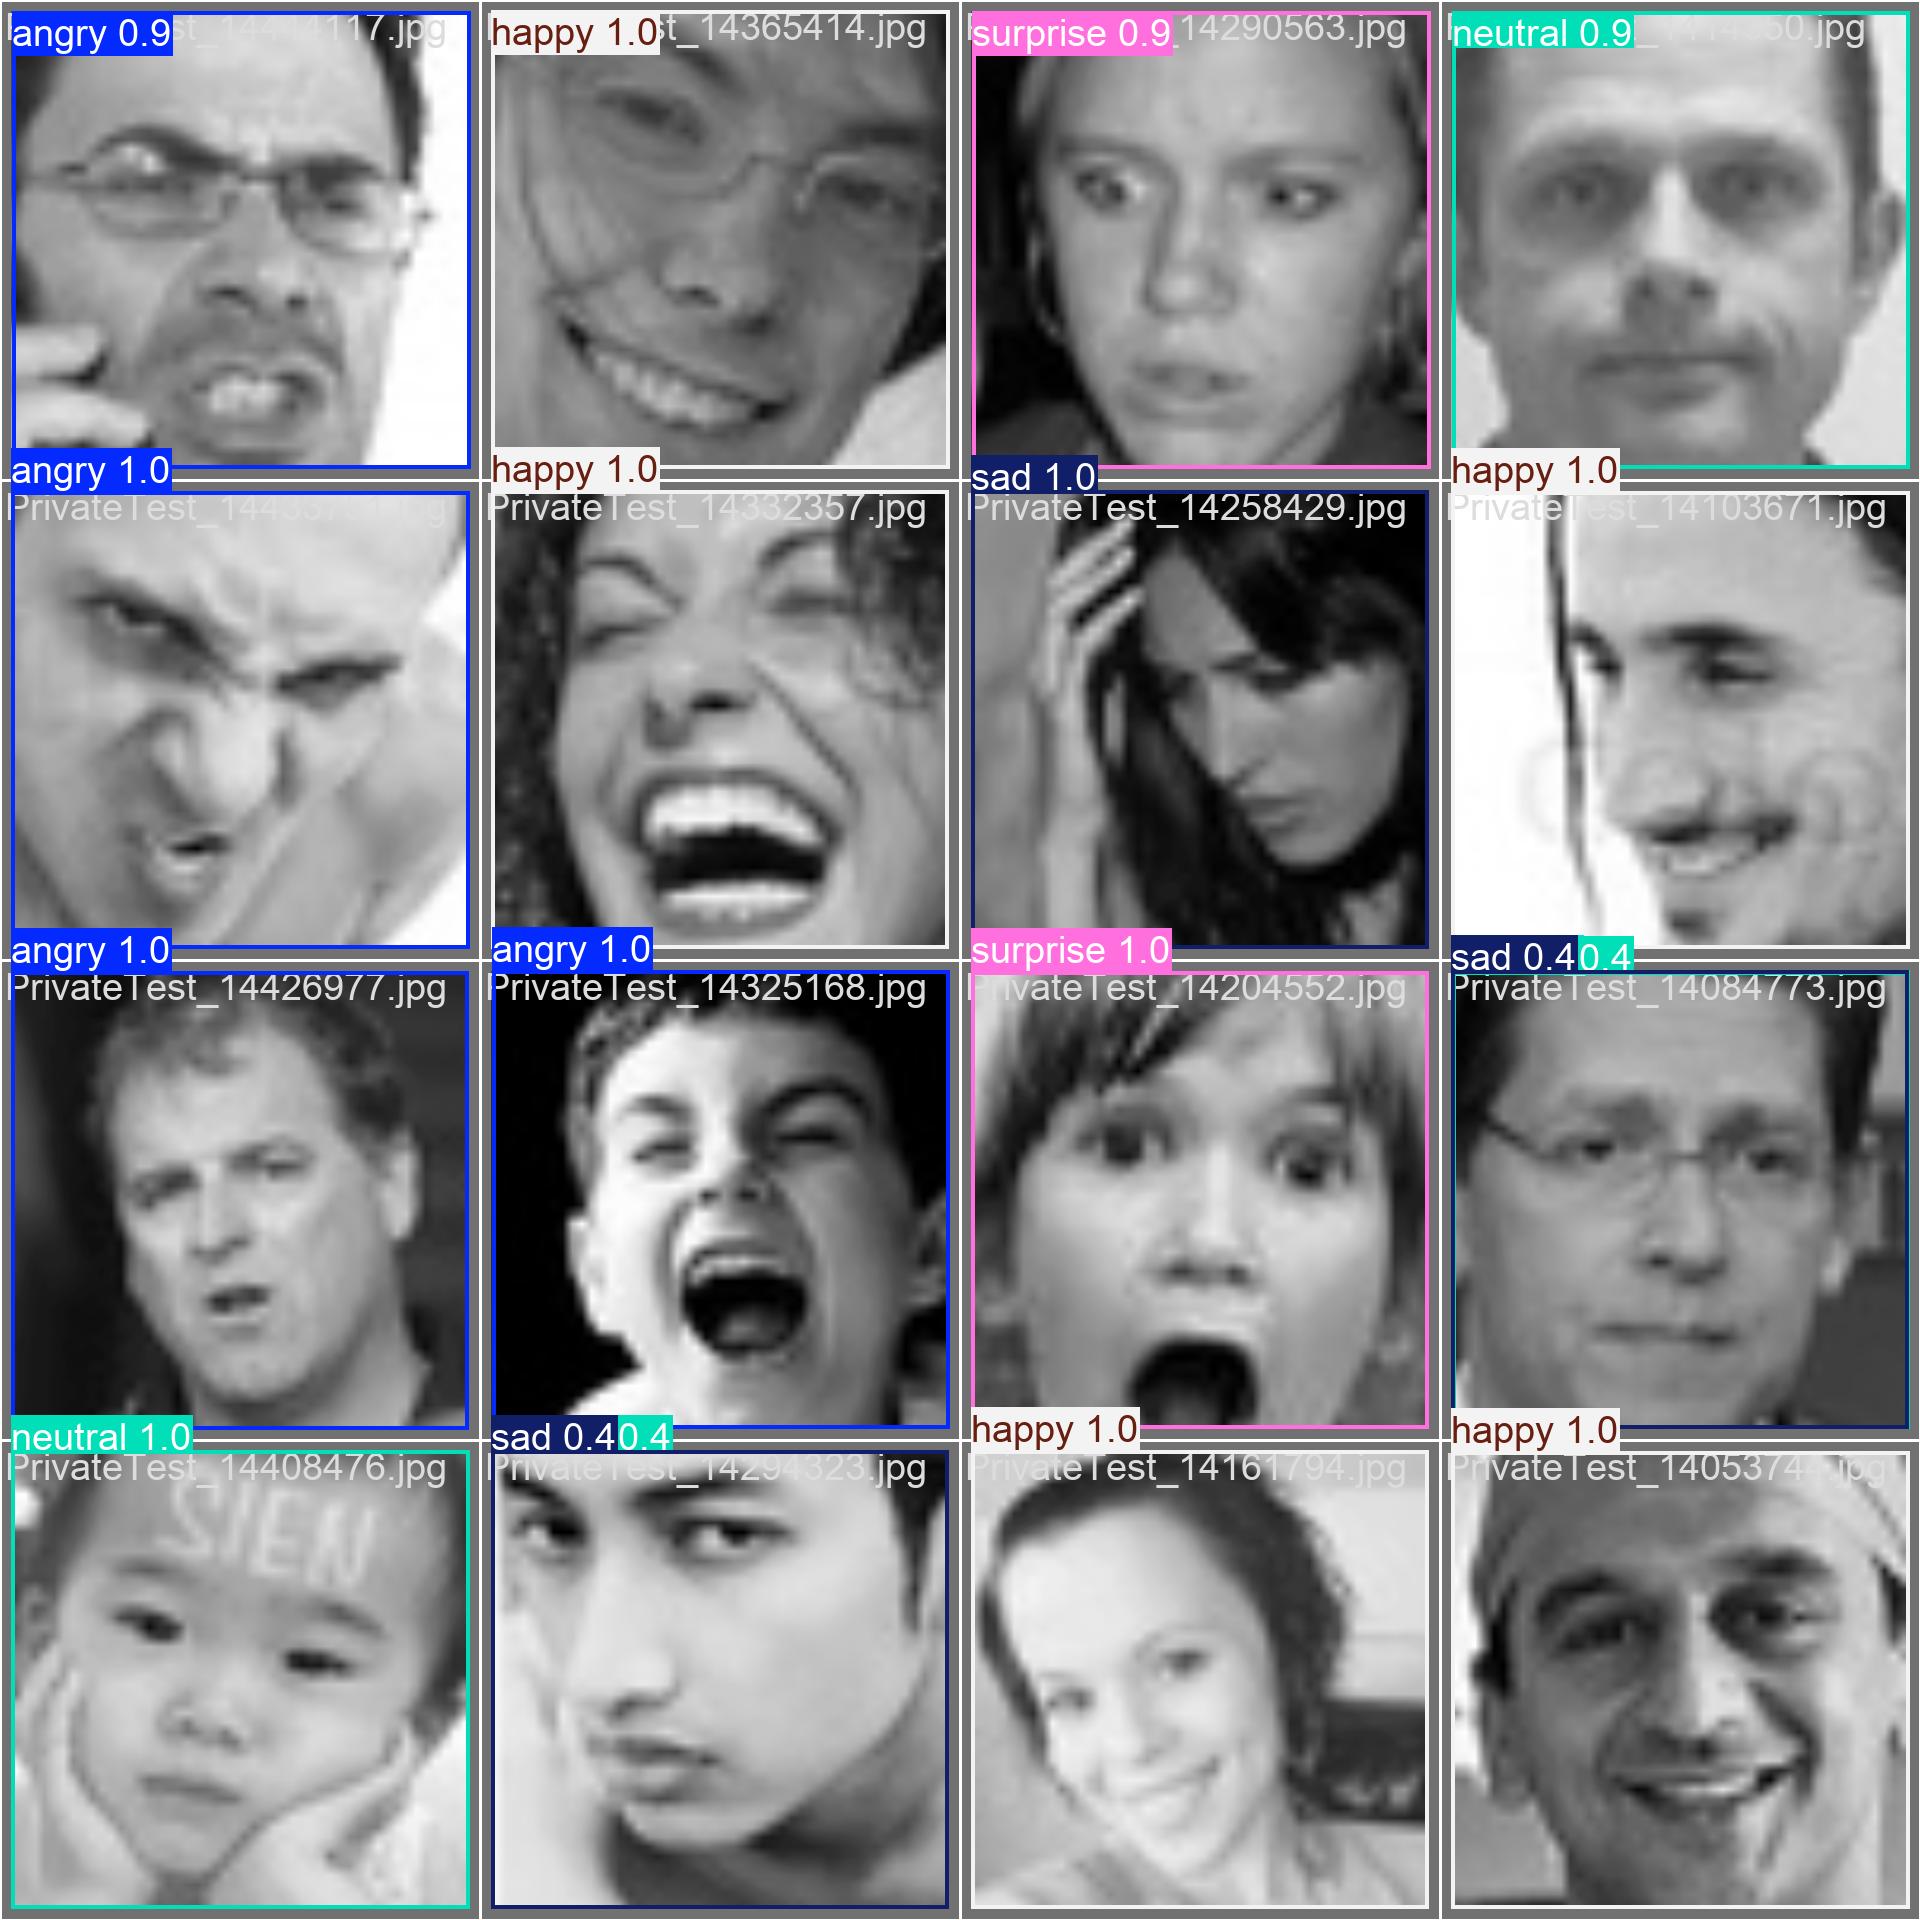 angry 0.9
happy 1.0
st_14365414.jpg
surprise 0.9
_14290563.jpg
neutral 0.9
angry 1.0
happy 1.0
PrivateTest_14332357.jpg
sad 1.0
PrivateTest_14258429.jpg
happy 1.0
PrivateTest_14103671.jpg
angry 1.0
PrivateTest_14426977.jpg
angry 1.0
PrivateTest_14325168.jpg
surprise 1.0
PrivateTest_14204552.jpg
sad 0.4 0.4
PrivateTest_14084773.jpg
neutral 1.0
PrivateTest_14408476.jpg
SIEN
sad 0.4 0.4
PrivateTest_14294323.jpg
happy 1.0
PrivateTest_14161794.jpg
happy 1.0